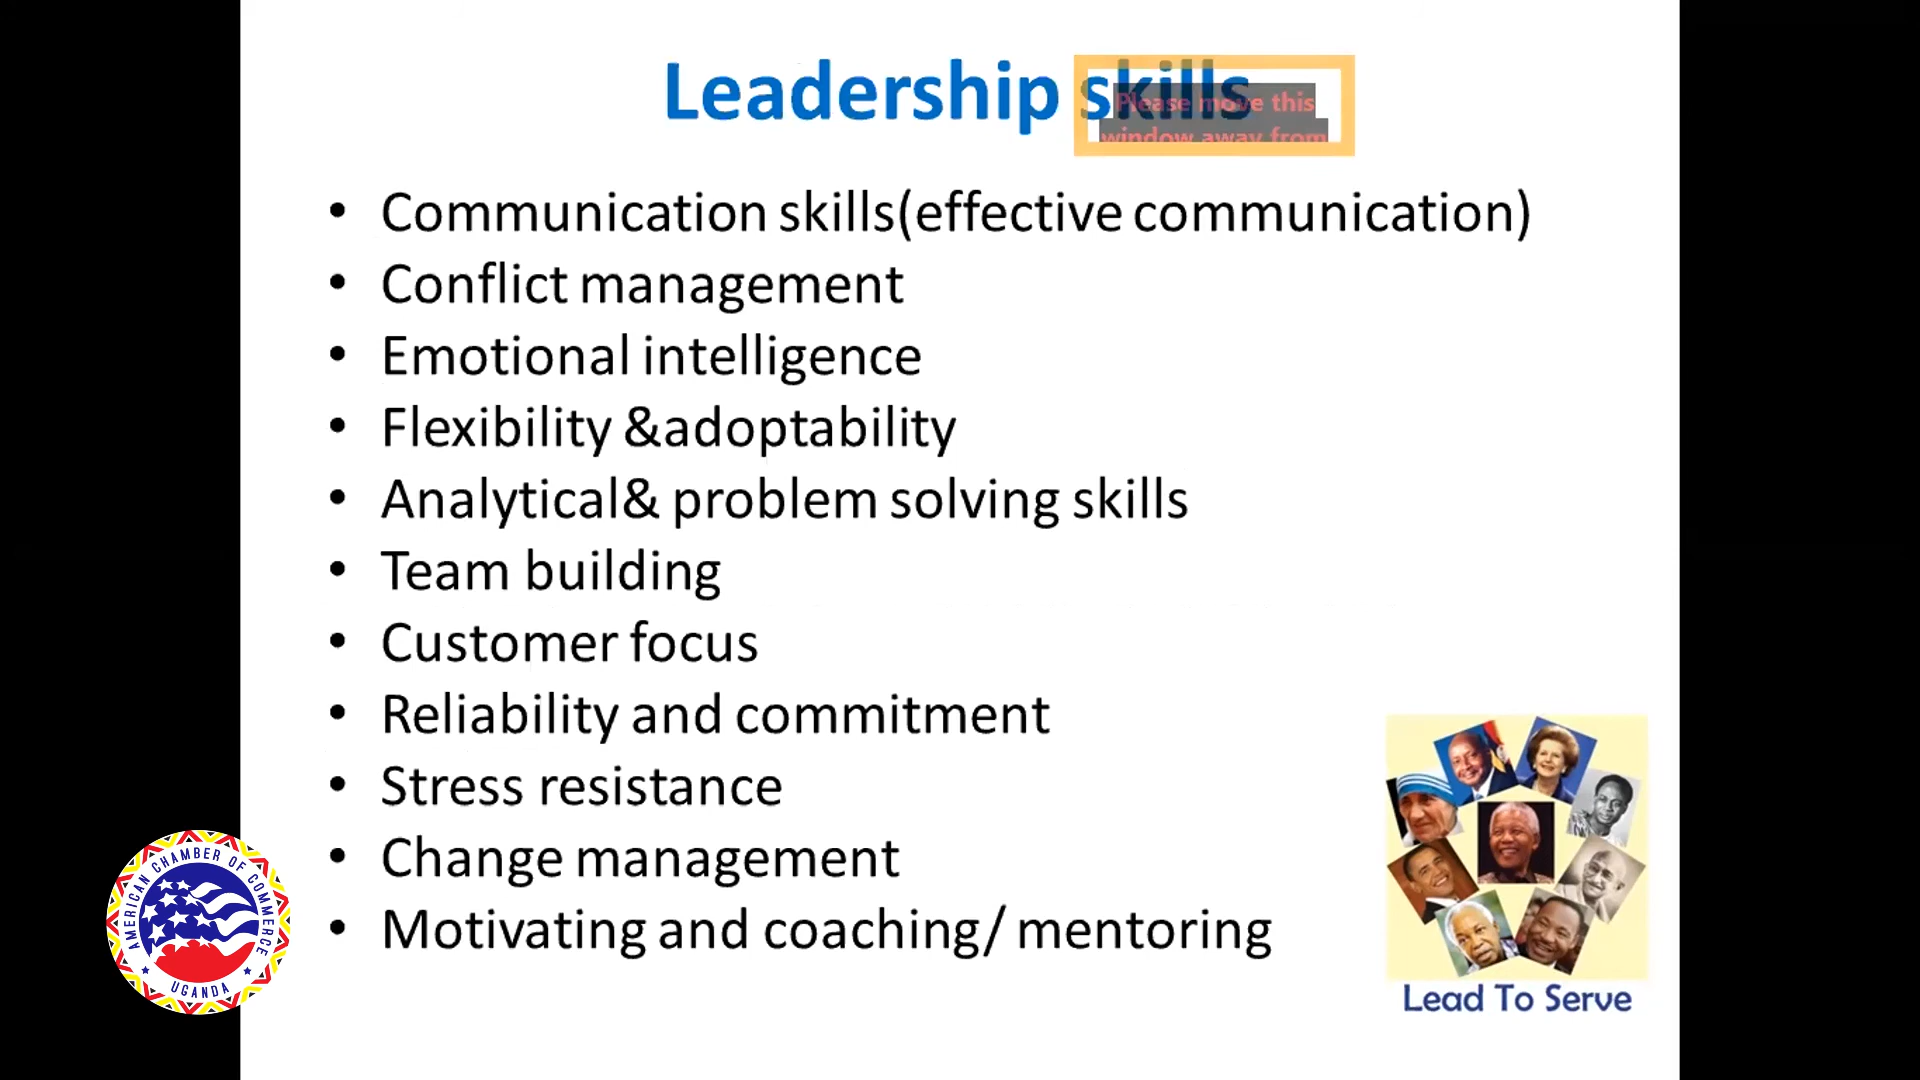 Leadership skills
Please move this
window away from
• Communication skills(effective communication)
• Conflict management
• Emotional intelligence
• Flexibility &adoptability
• Analytical& problem solving skills
• Team building
• Customer focus
• Reliability and commitment
• Stress resistance
• Change management
• Motivating and coaching/ mentoring
AMERICAN CHAMBER OF COMMERCE
UGANDA
Lead To Serve